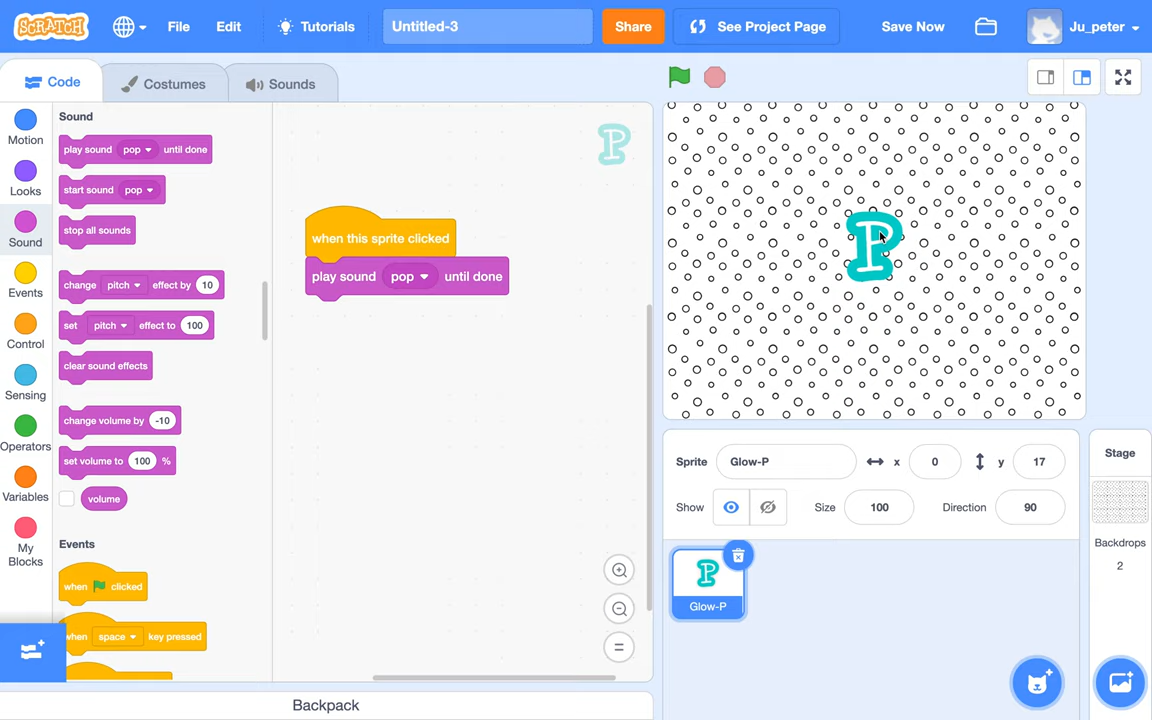 SCRATCH
File
Edit
Tutorials
Untitled-3
Share
See Project Page
Save Now
Ju_peter
Code
Costumes
Sounds
Motion
Looks
Sound
Events
Control
Sensing
Operators
Variables
My
Blocks
Sound
play sound pop until done
start sound pop
stop all sounds
change pitch effect by 10
set pitch effect to 100
clear sound effects
change volume by -10
set volume to 100 %
volume
Events
when clicked
when space key pressed
when this sprite clicked
play sound pop until done
P
P
Sprite Glow-P x 0 y 17
Show Size 100 Direction 90
P
Glow-P
Stage
Backdrops
2
Backpack